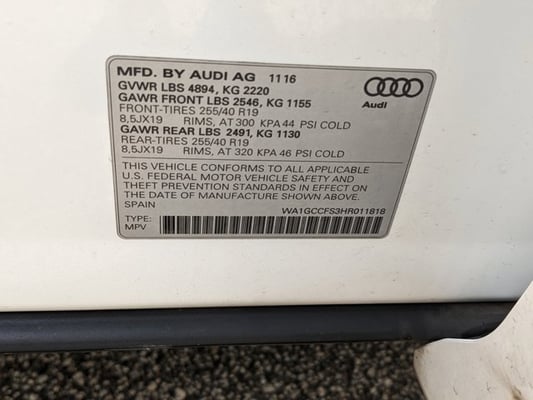 MFD. BY AUDI AG 11 16
GVWR LBS 4894, KG 2220
GAWR FRONT LBS 2546, KG 1155
FRONT-TIRES 255/40 R19
8,5JX19 RIMS, AT 300 KPA 44 PSI COLD
GAWR REAR LBS 2491, KG 1130
REAR-TIRES 255/40 R19
8,5JX19 RIMS, AT 320 KPA 46 PSI COLD
THIS VEHICLE CONFORMS TO ALL APPLICABLE
U.S. FEDERAL MOTOR VEHICLE SAFETY AND
THEFT PREVENTION STANDARDS IN EFFECT ON
THE DATE OF MANUFACTURE SHOWN ABOVE.
SPAIN WA1GCCFS3HR011818
TYPE:
MPV
Audi